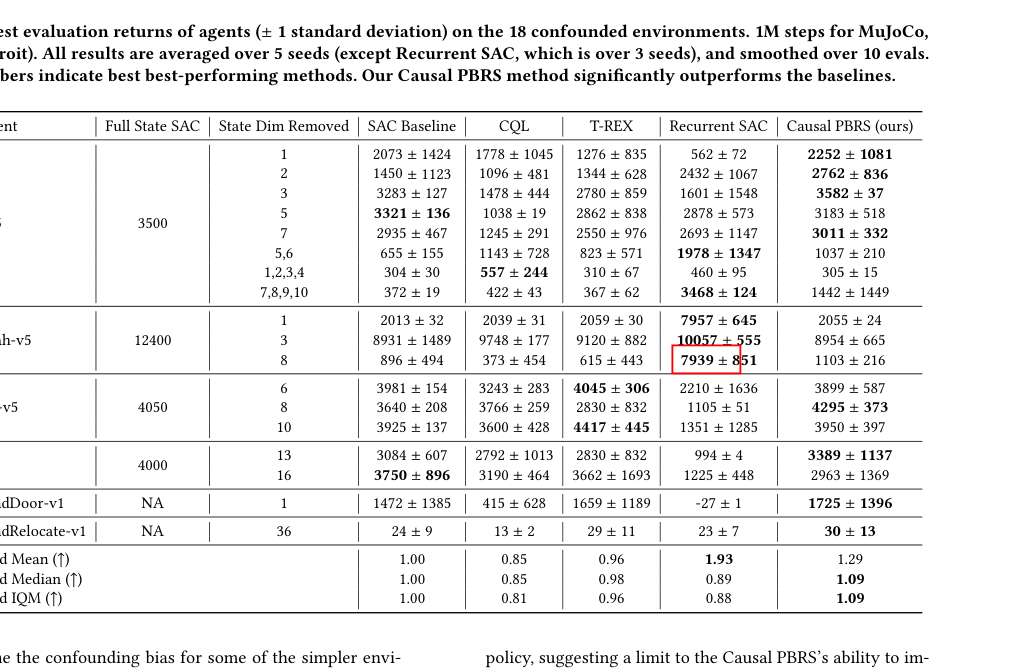 est evaluation returns of agents (± 1 standard deviation) on the 18 confounded environments. 1M steps for MuJoCo,
roit). All results are averaged over 5 seeds (except Recurrent SAC, which is over 3 seeds), and smoothed over 10 evals.
bers indicate best best-performing methods. Our Causal PBRS method significantly outperforms the baselines.
ent Full State SAC State Dim Removed SAC Baseline CQL T-REX Recurrent SAC Causal PBRS (ours)
1 2073 ± 1424 1778 ± 1045 1276 ± 835 562 ± 72 2252 ± 1081
2 1450 ± 1123 1096 ± 481 1344 ± 628 2432 ± 1067 2762 ± 836
3 3283 ± 127 1478 ± 444 2780 ± 859 1601 ± 1548 3582 ± 37
5 3321 ± 136 1038 ± 19 2862 ± 838 2878 ± 573 3183 ± 518
3500
7 2935 ± 467 1245 ± 291 2550 ± 976 2693 ± 1147 3011 ± 332
5,6 655 ± 155 1143 ± 728 823 ± 571 1978 ± 1347 1037 ± 210
1,2,3,4 304 ± 30 557 ± 244 310 ± 67 460 ± 95 305 ± 15
7,8,9,10 372 ± 19 422 ± 43 367 ± 62 3468 ± 124 1442 ± 1449
1 2013 ± 32 2039 ± 31 2059 ± 30 7957 ± 645 2055 ± 24
ah-v5 12400 3 8931 ± 1489 9748 ± 177 9120 ± 882 10057 ± 555 8954 ± 665
8 896 ± 494 373 ± 454 615 ± 443 7939 ± 851 1103 ± 216
6 3981 ± 154 3243 ± 283 4045 ± 306 2210 ± 1636 3899 ± 587
-v5 4050 8 3640 ± 208 3766 ± 259 2830 ± 832 1105 ± 51 4295 ± 373
10 3925 ± 137 3600 ± 428 4417 ± 445 1351 ± 1285 3950 ± 397
13 3084 ± 607 2792 ± 1013 2830 ± 832 994 ± 4 3389 ± 1137
4000
16 3750 ± 896 3190 ± 464 3662 ± 1693 1225 ± 448 2963 ± 1369
dDoor-v1 NA 1 1472 ± 1385 415 ± 628 1659 ± 1189 -27 ± 1 1725 ± 1396
dRelocate-v1 NA 36 24 ± 9 13 ± 2 29 ± 11 23 ± 7 30 ± 13
d Mean (↑) 1.00 0.85 0.96 1.93 1.29
d Median (↑) 1.00 0.85 0.98 0.89 1.09
d IQM (↑) 1.00 0.81 0.96 0.88 1.09
e the confounding bias for some of the simpler envi-
policy, suggesting a limit to the Causal PBRS's ability to im-